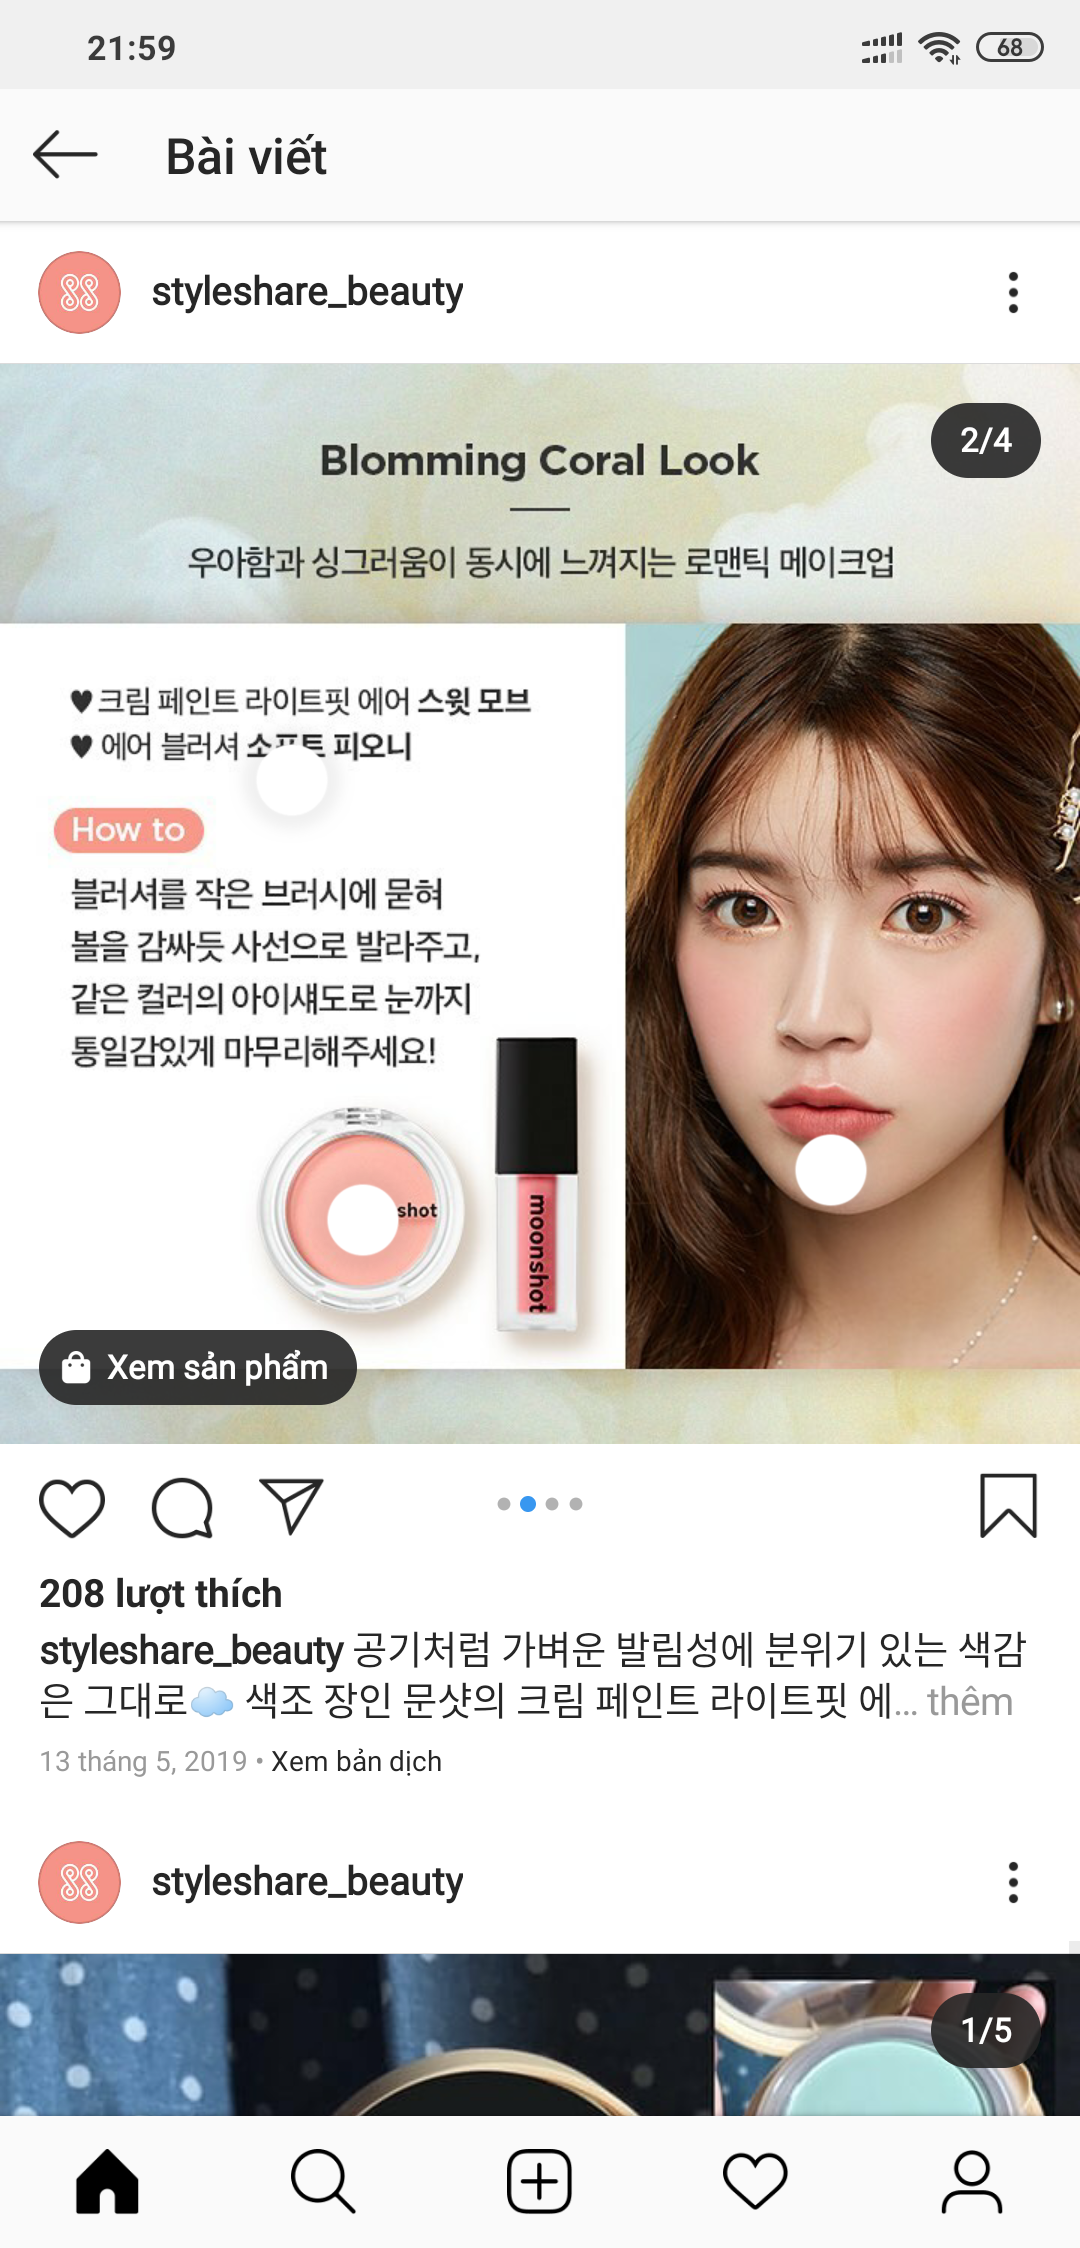 21:59
68
Bài viết
styleshare_beauty
2/4
Blomming Coral Look
우아함과 싱그러움이 동시에 느껴지는 로맨틱 메이크업
♥ 크림 페인트 라이트핏 에어 스윗 모브
♥ 에어 블러셔 소프트 피오니
How to
블러셔를 작은 브러시에 묻혀
볼을 감싸듯 사선으로 발라주고,
같은 컬러의 아이섀도로 눈까지
통일감있게 마무리해주세요!
shot
moonshot
Xem sản phẩm
208 lượt thích
styleshare_beauty 공기처럼 가벼운 발림성에 분위기 있는 색감
은 그대로☁️ 색조 장인 문샷의 크림 페인트 라이트핏 에... thêm
13 tháng 5, 2019 • Xem bản dịch
styleshare_beauty
1/5